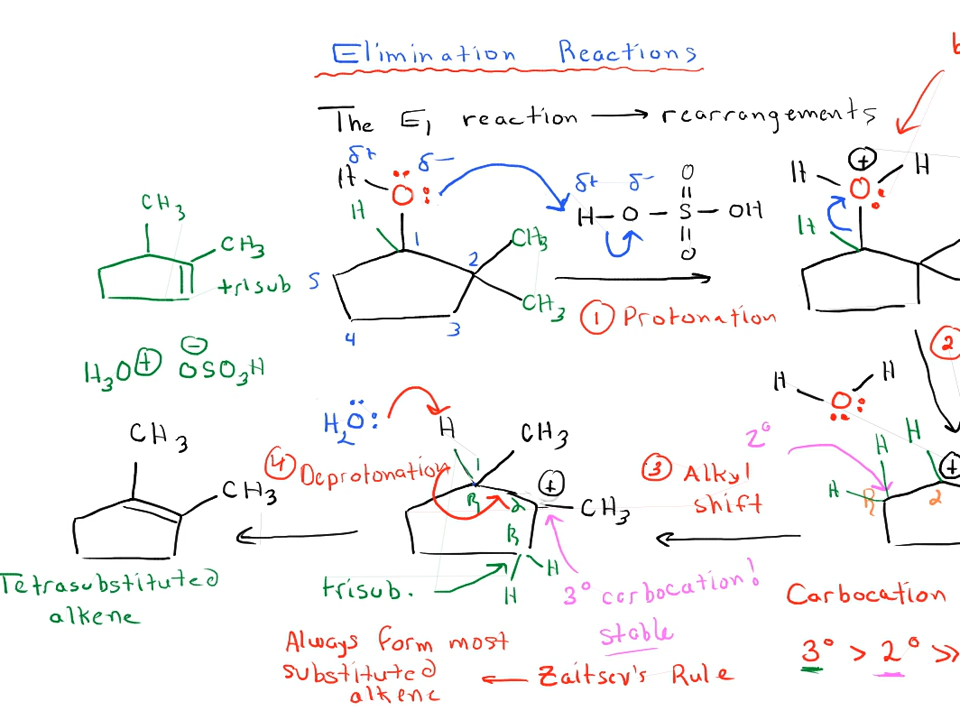 Elimination Reactions
The E1 reaction → rearrangements
δ+ δ-
H O
H
1
2
CH3
CH3
3
4
5
δ+ δ-
H-O-S-OH
O
O
① Protonation
⊕
H O H
H
b
②
CH3
CH3
trisub
H3O⊕ ⊖OSO3H
H2O:
H
CH3
④ Deprotonation
1
R
2
R
⊕
CH3
H
H
trisub.
3° carbocation!
stable
③ Alkyl
shift
H O H
2°
H
H
H
R
2
⊕
Carbocation
3° > 2° >>
CH3
CH3
Tetrasubstituted
alkene
Always form most
substituted ← Zaitsev's Rule
alkene